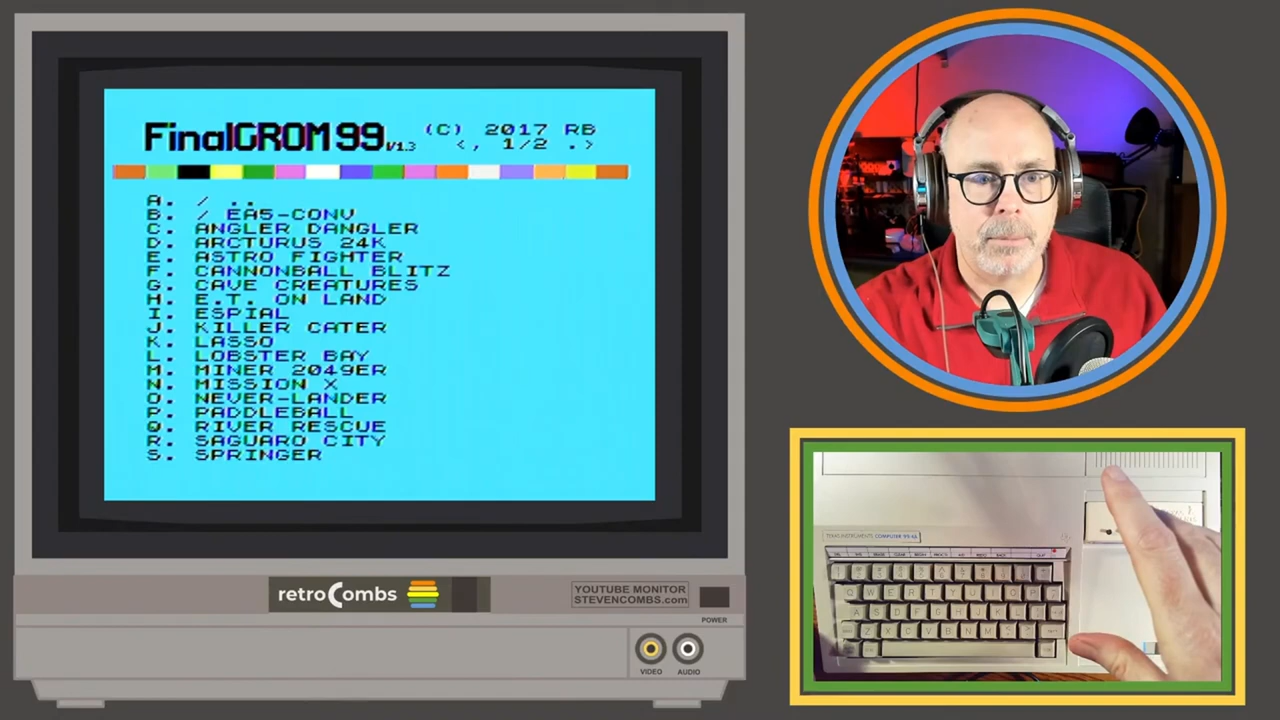 FinalGROM 99 V1.3 (C) 2017 RB
<, 1/2 .>
A. / ..
B. / EA5-CONV
C. ANGLER DANGLER
D. ARCTURUS 24K
E. ASTRO FIGHTER
F. CANNONBALL BLITZ
G. CAVE CREATURES
H. E.T. ON LAND
I. ESPIAL
J. KILLER CATER
K. LASSO
L. LOBSTER BAY
M. MINER 2049ER
N. MISSION X
O. NEVER-LANDER
P. PADDLEBALL
Q. RIVER RESCUE
R. SAGUARO CITY
S. SPRINGER
retroCombs
YOUTUBE MONITOR
STEVENCOMBS.com
POWER
VIDEO AUDIO
TEXAS INSTRUMENTS COMPUTER 99/4A
Q W E R T Y U I O P
A S D F G H J K L
Z X C V B N M